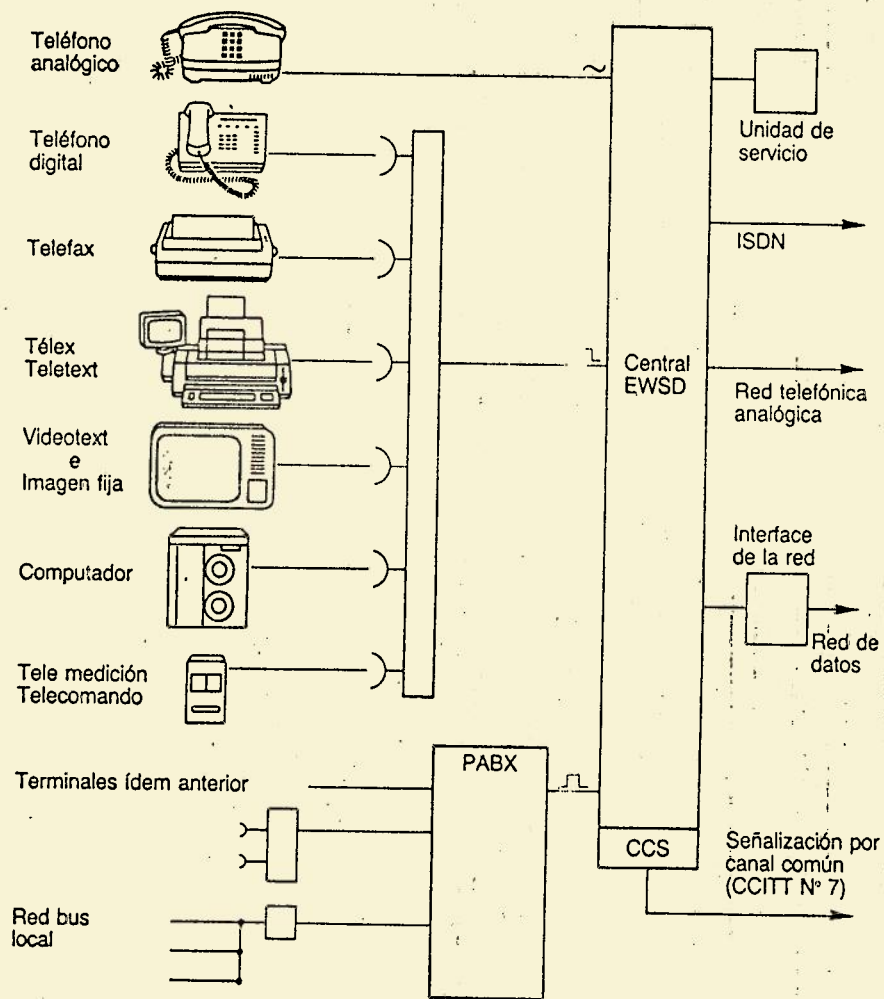 Teléfono
analógico
Teléfono
digital
Telefax
Télex
Teletext
Videotext
e
Imagen fija
Computador
Tele medición
Telecomando
Terminales ídem anterior
Red bus
local
PABX
Central
EWSD
CCS
Unidad de
servicio
ISDN
Red telefónica
analógica
Interface
de la red
Red de
datos
Señalización por
canal común
(CCITT N° 7)